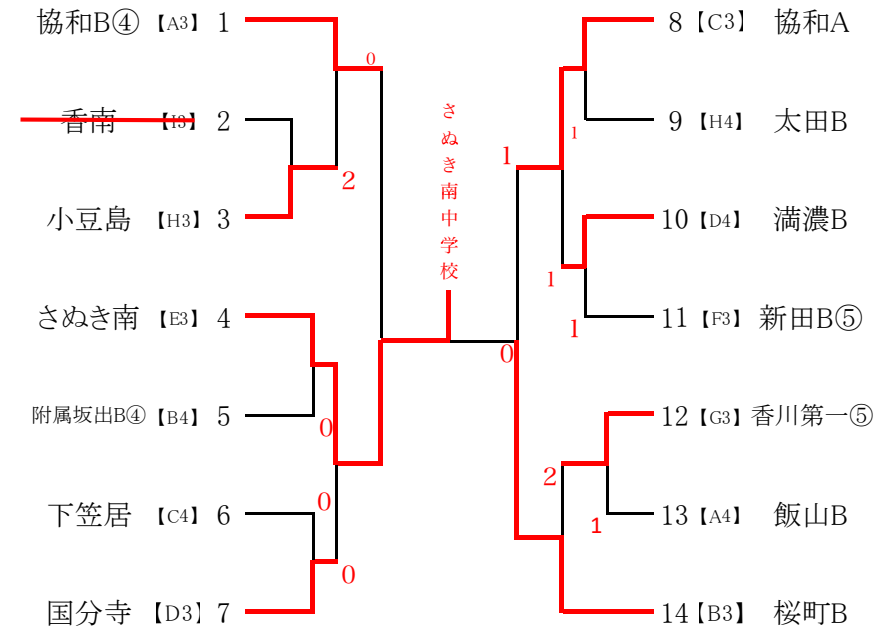 協和B④ 【A3】 1
香南 【I3】 2
小豆島 【H3】 3
さぬき南 【E3】 4
附属坂出B④ 【B4】 5
下笠居 【C4】 6
国分寺 【D3】 7
0
2
0
0
0
さぬき南中学校
8 【C3】 協和A
9 【H4】 太田B
10 【D4】 満濃B
11 【F3】 新田B⑤
12 【G3】 香川第一⑤
13 【A4】 飯山B
14 【B3】 桜町B
1
1
1
1
0
2
1